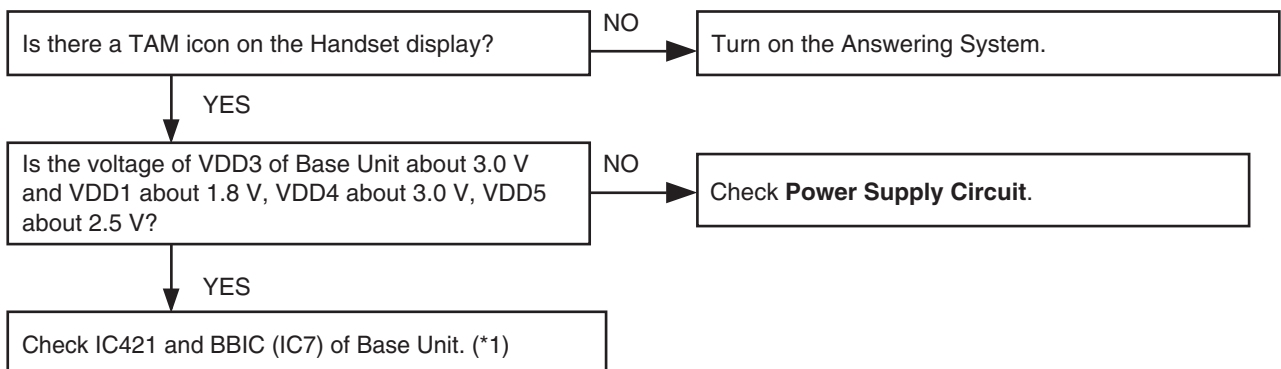 Is there a TAM icon on the Handset display?
NO
Turn on the Answering System.
YES
Is the voltage of VDD3 of Base Unit about 3.0 V
and VDD1 about 1.8 V, VDD4 about 3.0 V, VDD5
about 2.5 V?
NO
Check Power Supply Circuit.
YES
Check IC421 and BBIC (IC7) of Base Unit. (*1)